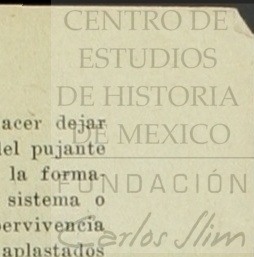 CENTRO DE
ESTUDIOS
DE HISTORIA
DE MEXICO
FUNDACIÓN
Carlos Slim
acer dejar
del pujante
la forma-
sistema o
pervivencia
aplastados